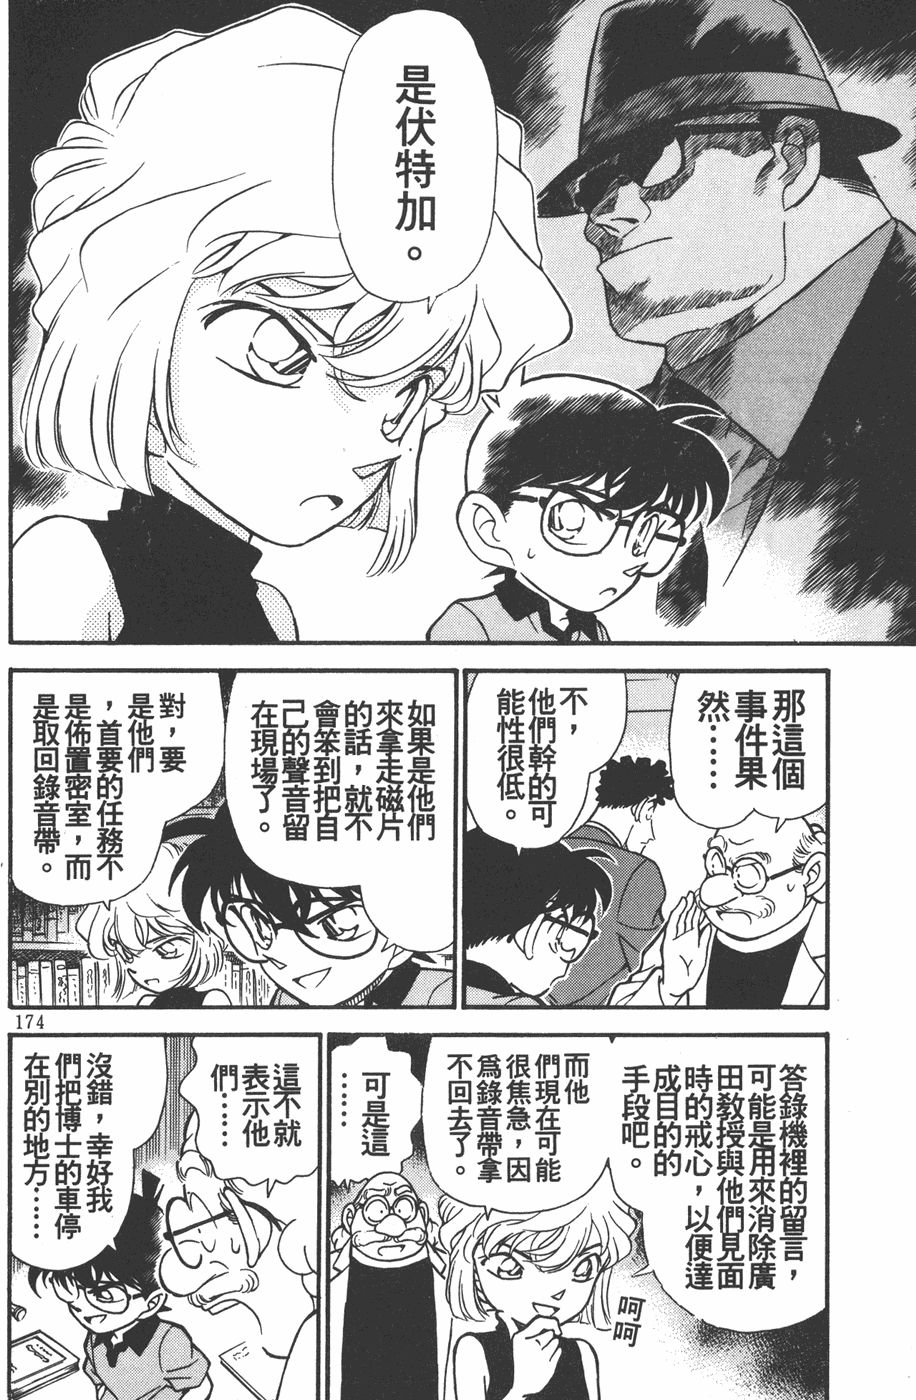 是伏特加。
那這個
事件果
然……
不，
他們幹的可
能性很低。
如果是他們
來拿走磁片
的話，就不
會笨到把自
己的聲音留
在現場了。
對，要
是他們
，首要的任務不
是佈置密室，而
是取回錄音帶。
174
答錄機裡的留言，
可能是用來消除廣
田教授與他們見面
時的戒心，以便達
成目的的
手段吧。
而他
們現在可能
很焦急，因
爲錄音帶拿
不回去了。
呵呵
可是這
……
這不就
表示他
們……
沒錯，幸好我
們把博士的車停
在別的地方……